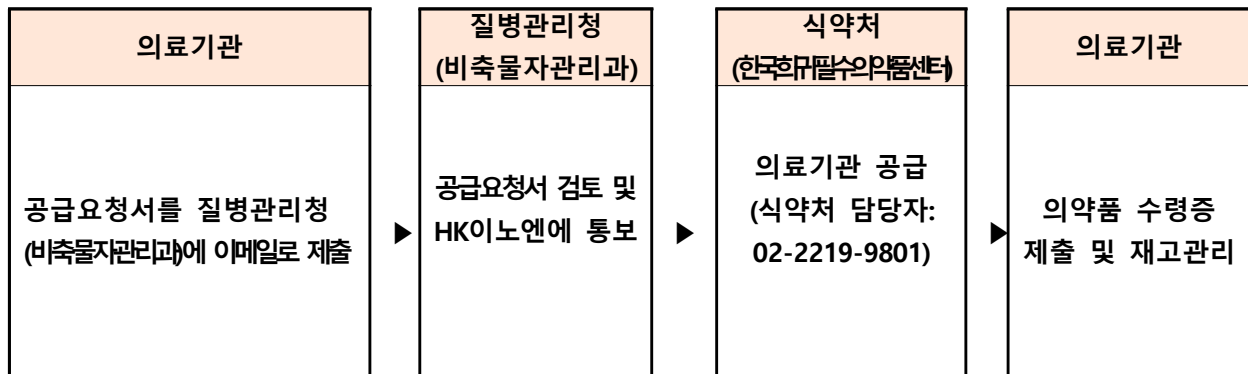 의료기관
공급요청서를 질병관리청
(비축물자관리과)에 이메일로 제출
▶
질병관리청
(비축물자관리과)
공급요청서 검토 및
HK이노엔에 통보
▶
식약처
(한국희귀필수의약품센터)
의료기관 공급
(식약처 담당자:
02-2219-9801)
▶
의료기관
의약품 수령증
제출 및 재고관리